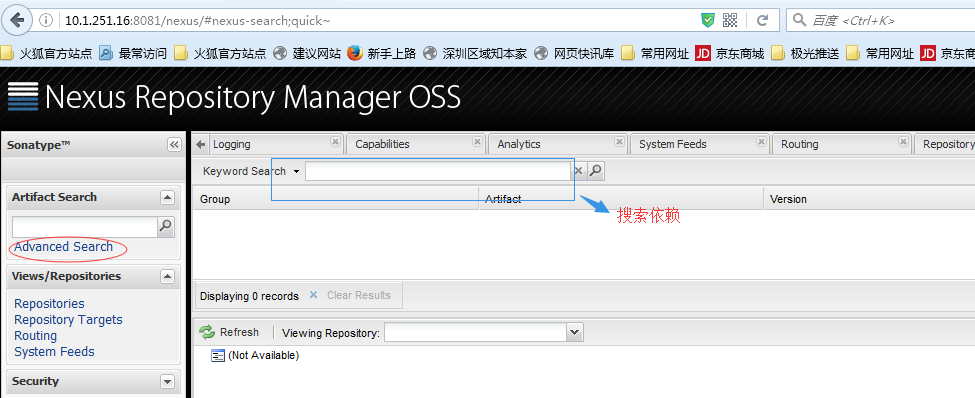 10.1.251.16:8081/nexus/#nexus-search;quick~
百度 <Ctrl+K>
火狐官方站点 最常访问 火狐官方站点 建议网站 新手上路 深圳区域知本家 网页快讯库 常用网址 JD 京东商城 极光推送 常用网址 JD 京东商城
Nexus Repository Manager OSS
Sonatype™
Artifact Search
Advanced Search
Views/Repositories
Repositories
Repository Targets
Routing
System Feeds
Security
Logging Capabilities Analytics System Feeds Routing Repository
Keyword Search
Group Artifact Version
搜索依赖
Displaying 0 records Clear Results
Refresh Viewing Repository:
(Not Available)